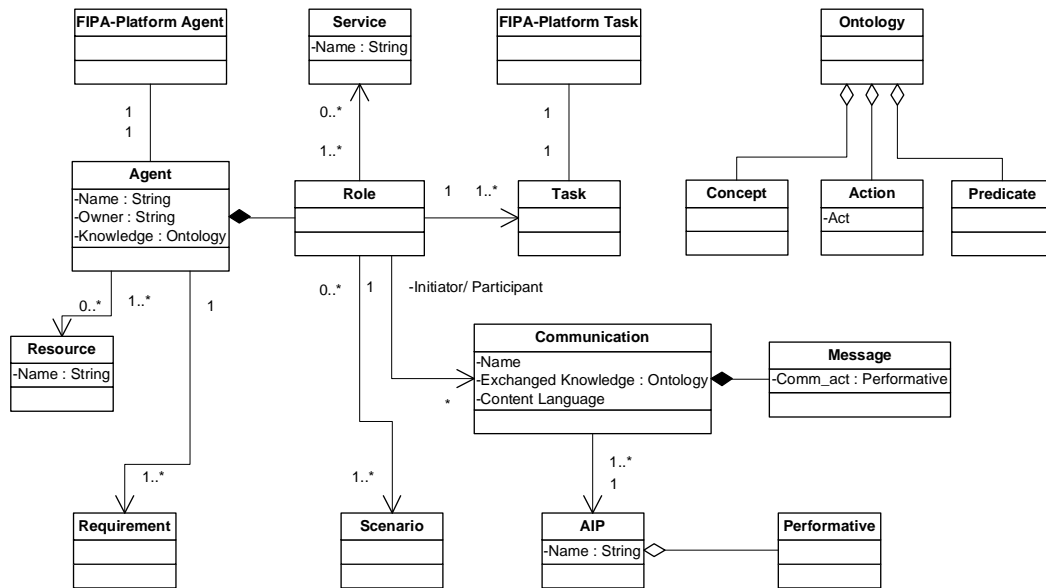 FIPA-Platform Agent
Service
-Name : String
FIPA-Platform Task
Ontology
1
1
0..*
1..*
1
1
Agent
-Name : String
-Owner : String
-Knowledge : Ontology
Role
1
1..*
Task
Concept
Action
-Act
Predicate
0..*
1..*
1
0..*
1
-Initiator/ Participant
Resource
-Name : String
Communication
-Name
-Exchanged Knowledge : Ontology
-Content Language
Message
-Comm_act : Performative
*
1..*
1..*
1..*
1
Requirement
Scenario
AIP
-Name : String
Performative